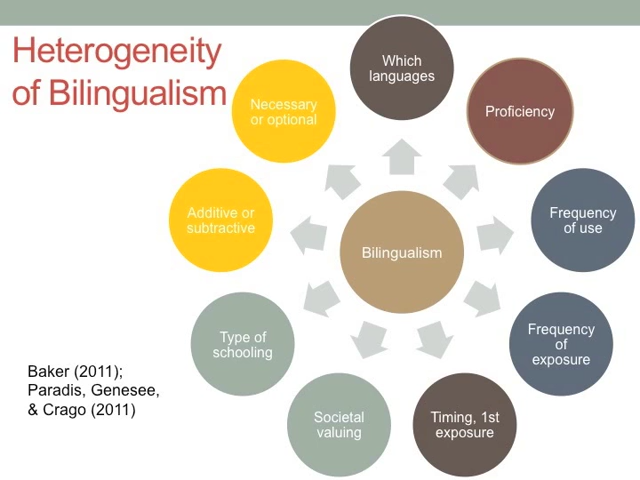 Heterogeneity
of Bilingualism
Which
languages
Proficiency
Frequency
of use
Frequency
of
exposure
Timing, 1st
exposure
Societal
valuing
Type of
schooling
Additive or
subtractive
Necessary
or optional
Bilingualism
Baker (2011);
Paradis, Genesee,
& Crago (2011)